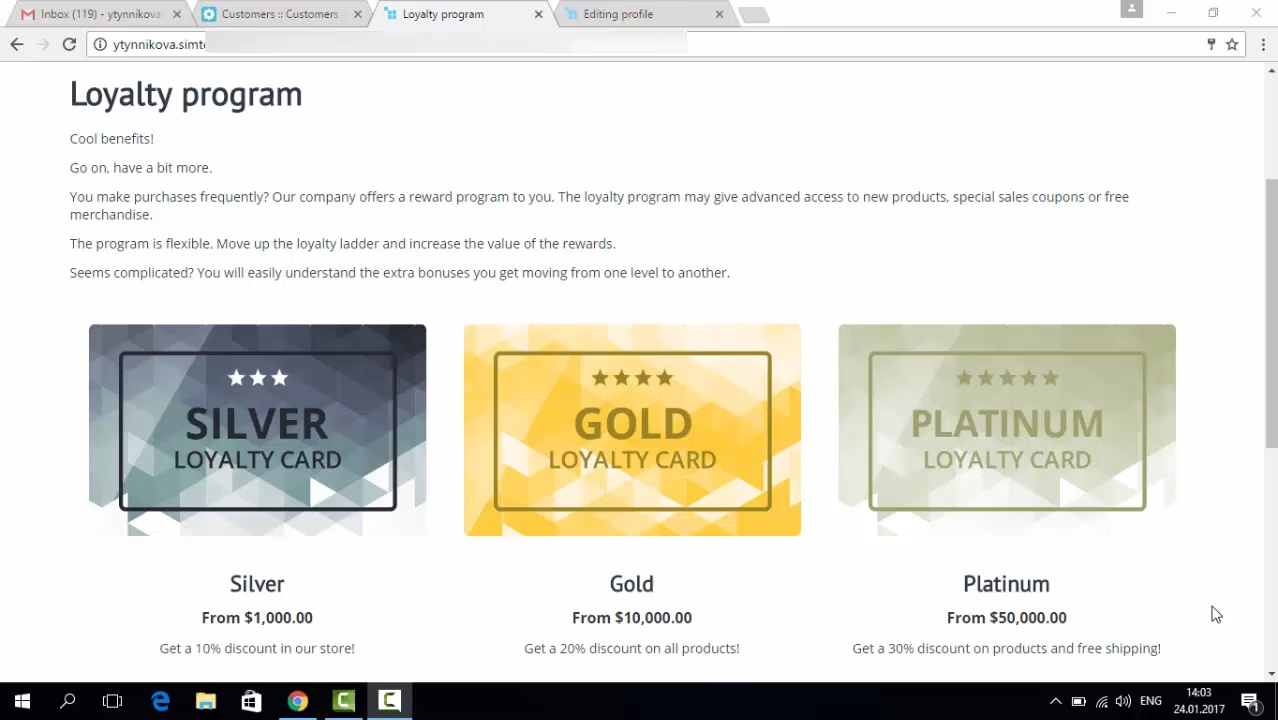 Inbox (119) - ytynnikova
Customers :: Customers
Loyalty program
Editing profile
ytynnikova.simte
Loyalty program
Cool benefits!
Go on, have a bit more.
You make purchases frequently? Our company offers a reward program to you. The loyalty program may give advanced access to new products, special sales coupons or free
merchandise.
The program is flexible. Move up the loyalty ladder and increase the value of the rewards.
Seems complicated? You will easily understand the extra bonuses you get moving from one level to another.
SILVER
LOYALTY CARD
GOLD
LOYALTY CARD
PLATINUM
LOYALTY CARD
Silver
Gold
Platinum
From $1,000.00
From $10,000.00
From $50,000.00
Get a 10% discount in our store!
Get a 20% discount on all products!
Get a 30% discount on products and free shipping!
ENG
14:03
24.01.2017
1